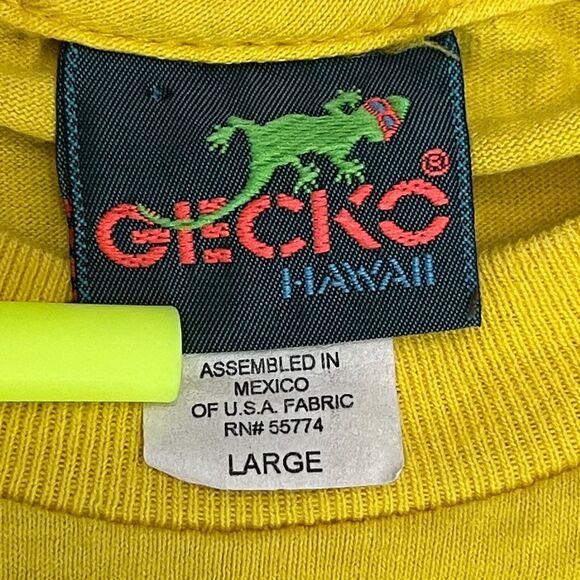 GECKO®
HAWAII
ASSEMBLED IN
MEXICO
OF U.S.A. FABRIC
RN# 55774
LARGE